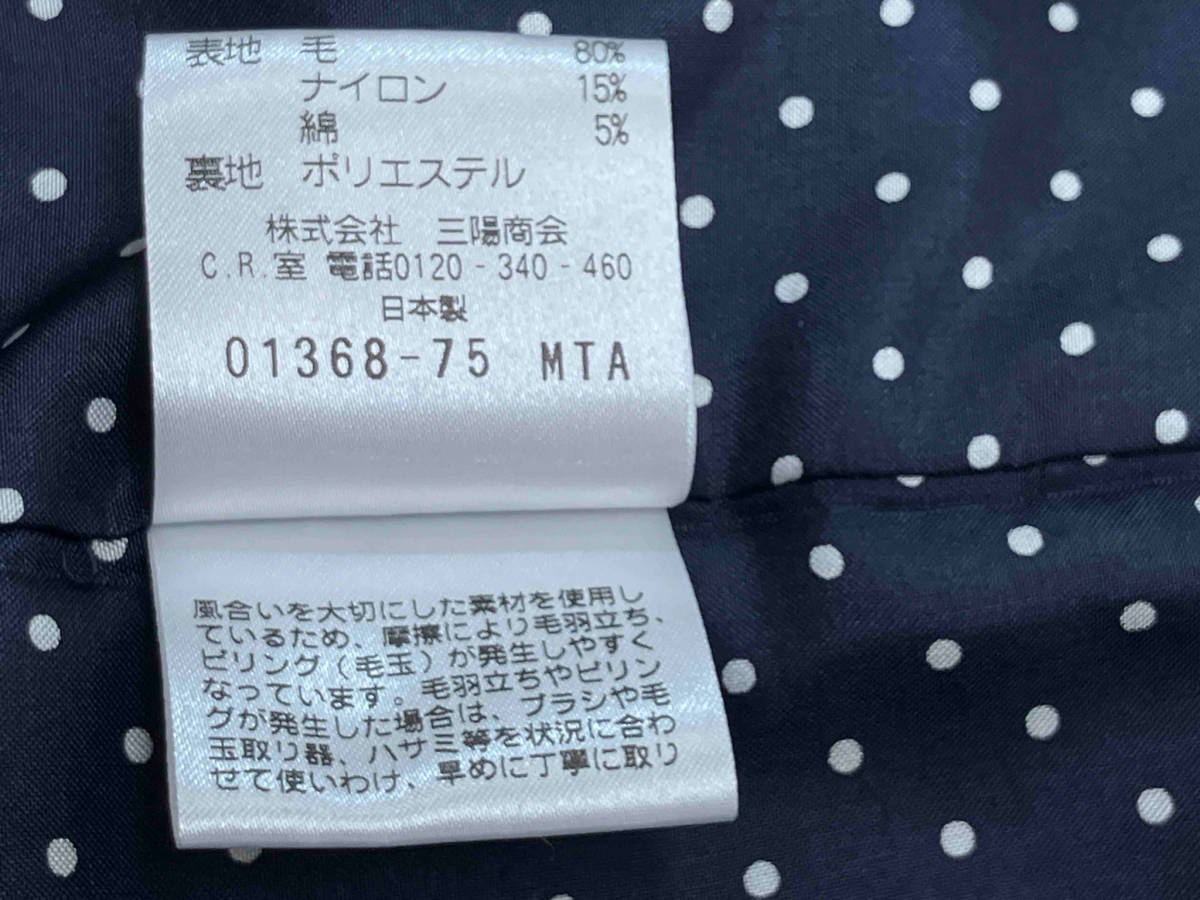 表地 毛 80%
ナイロン 15%
綿 5%
裏地 ポリエステル
株式会社 三陽商会
C.R.室 電話0120-340-460
日本製
01368-75 MTA
風合いを大切にした素材を使用し
ているため、摩擦により毛羽立ち、
ピリング(毛玉)が発生しやすく
なっています。毛羽立ちやピリン
グが発生した場合は、ブラシや毛
玉取り器、ハサミ等を状況に合わ
せて使いわけ、早めに丁寧に取り